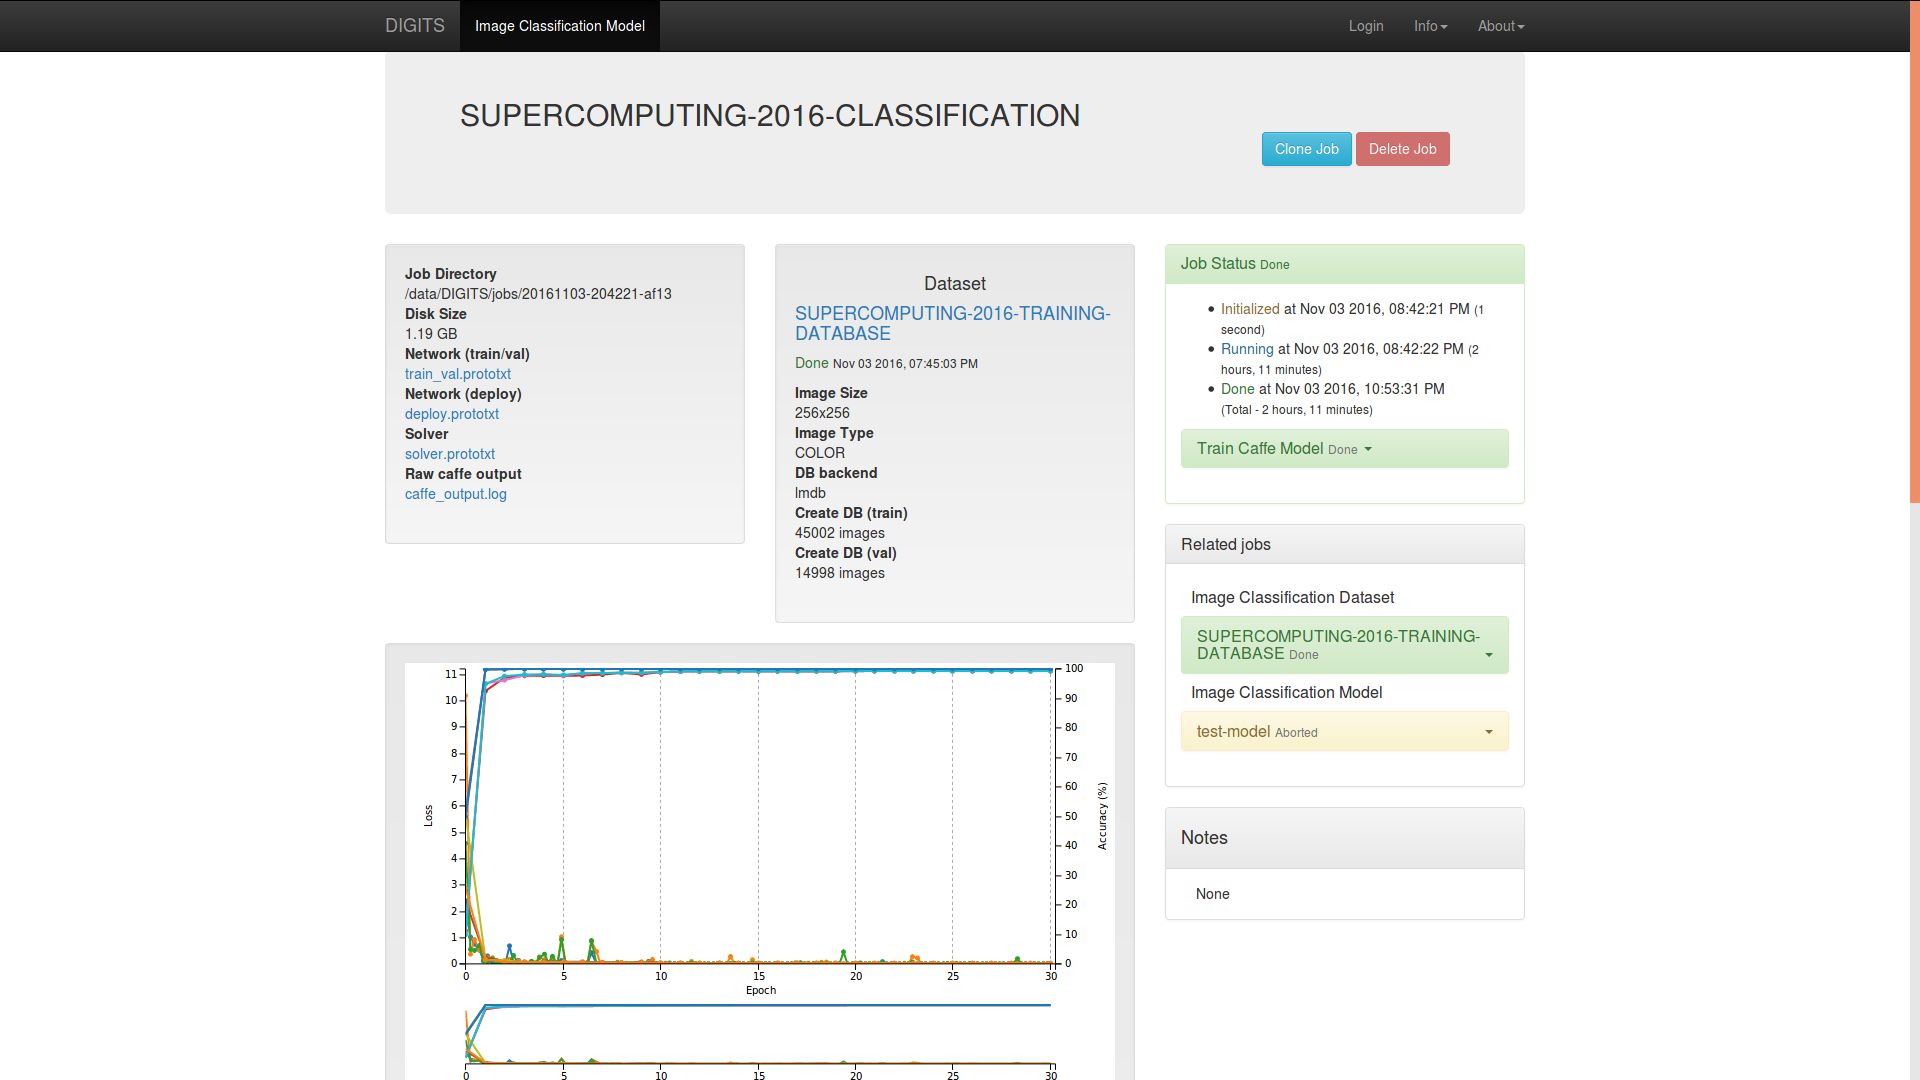 DIGITS
Image Classification Model
Login
Info
About
SUPERCOMPUTING-2016-CLASSIFICATION
Clone Job
Delete Job
Job Directory
/data/DIGITS/jobs/20161103-204221-af13
Disk Size
1.19 GB
Network (train/val)
train_val.prototxt
Network (deploy)
deploy.prototxt
Solver
solver.prototxt
Raw caffe output
caffe_output.log
Dataset
SUPERCOMPUTING-2016-TRAINING-
DATABASE
Done Nov 03 2016, 07:45:03 PM
Image Size
256x256
Image Type
COLOR
DB backend
lmdb
Create DB (train)
45002 images
Create DB (val)
14998 images
Job Status Done
Initialized at Nov 03 2016, 08:42:21 PM (1
second)
Running at Nov 03 2016, 08:42:22 PM (2
hours, 11 minutes)
Done at Nov 03 2016, 10:53:31 PM
(Total - 2 hours, 11 minutes)
Train Caffe Model Done
Related jobs
Image Classification Dataset
SUPERCOMPUTING-2016-TRAINING-
DATABASE Done
Image Classification Model
test-model Aborted
Notes
None
11
10
9
8
7
6
5
4
3
2
1
0
Loss
100
90
80
70
60
50
40
30
20
10
0
Accuracy (%)
0 5 10 15 20 25 30
Epoch
0 5 10 15 20 25 30